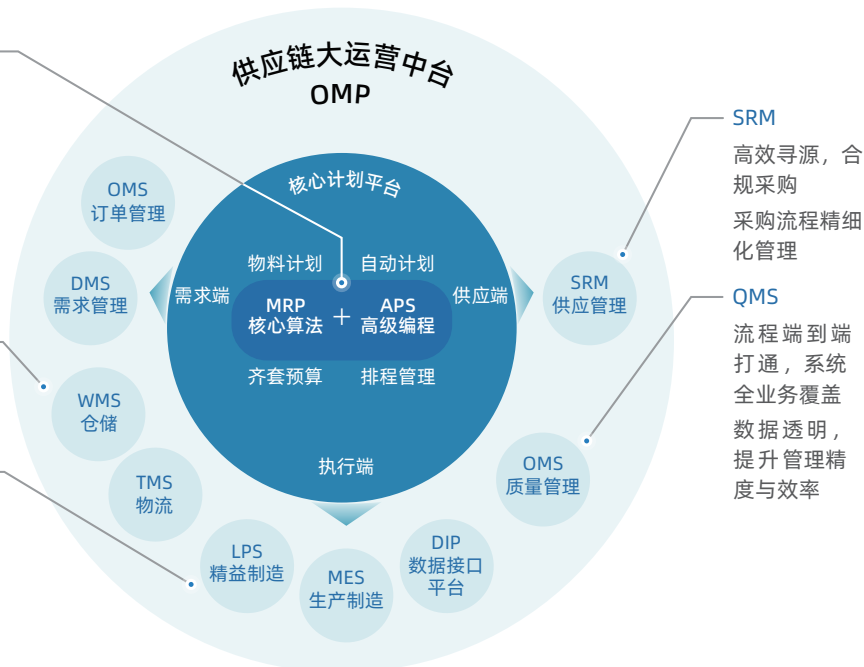 供应链大运营中台
OMP
核心计划平台
OMS
订单管理
DMS
需求管理
WMS
仓储
TMS
物流
LPS
精益制造
MES
生产制造
DIP
数据接口
平台
OMS
质量管理
SRM
供应管理
需求端
物料计划
自动计划
供应端
MRP
核心算法
+
APS
高级编程
齐套预算
排程管理
执行端
SRM
高效寻源，合
规采购
采购流程精细
化管理
QMS
流程端到端
打通，系统
全业务覆盖
数据透明，
提升管理精
度与效率